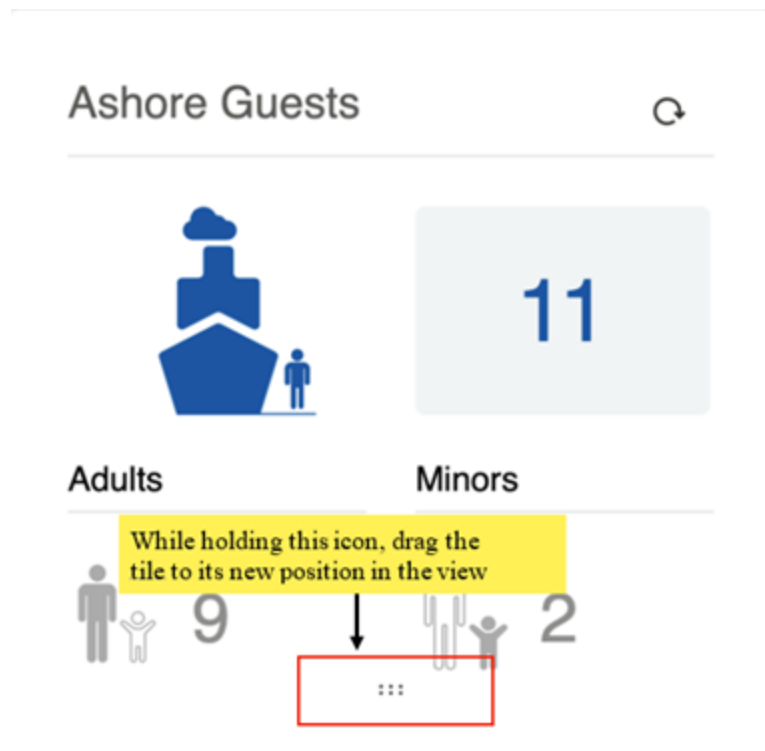 Ashore Guests
11
Adults
Minors
While holding this icon, drag the
tile to its new position in the view
9
2